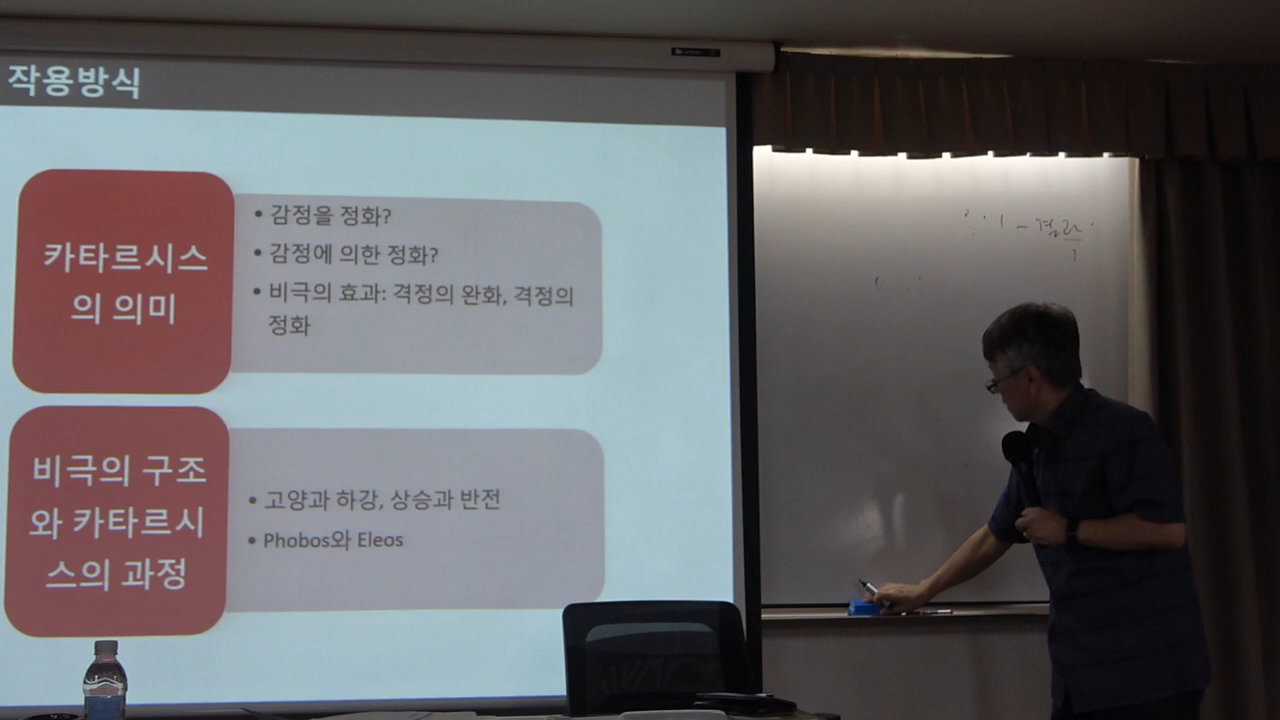 작용방식
카타르시스
의 의미
• 감정을 정화?
• 감정에 의한 정화?
• 비극의 효과: 격정의 완화, 격정의
정화
비극의 구조
와 카타르시
스의 과정
• 고양과 하강, 상승과 반전
• Phobos와 Eleos